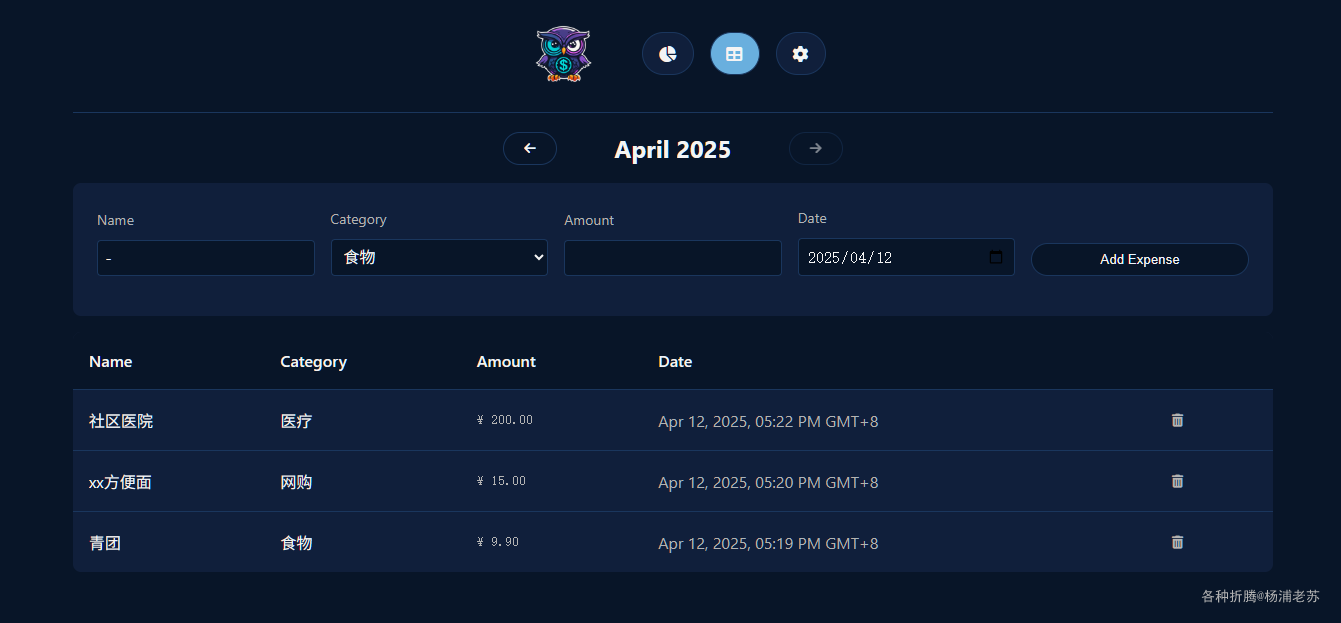 $
April 2025
Name Category Amount Date
- 食物 2025/04/12 Add Expense
Name Category Amount Date
社区医院 医疗 ¥ 200.00 Apr 12, 2025, 05:22 PM GMT+8
xx方便面 网购 ¥ 15.00 Apr 12, 2025, 05:20 PM GMT+8
青团 食物 ¥ 9.90 Apr 12, 2025, 05:19 PM GMT+8
各种折腾@杨浦老苏